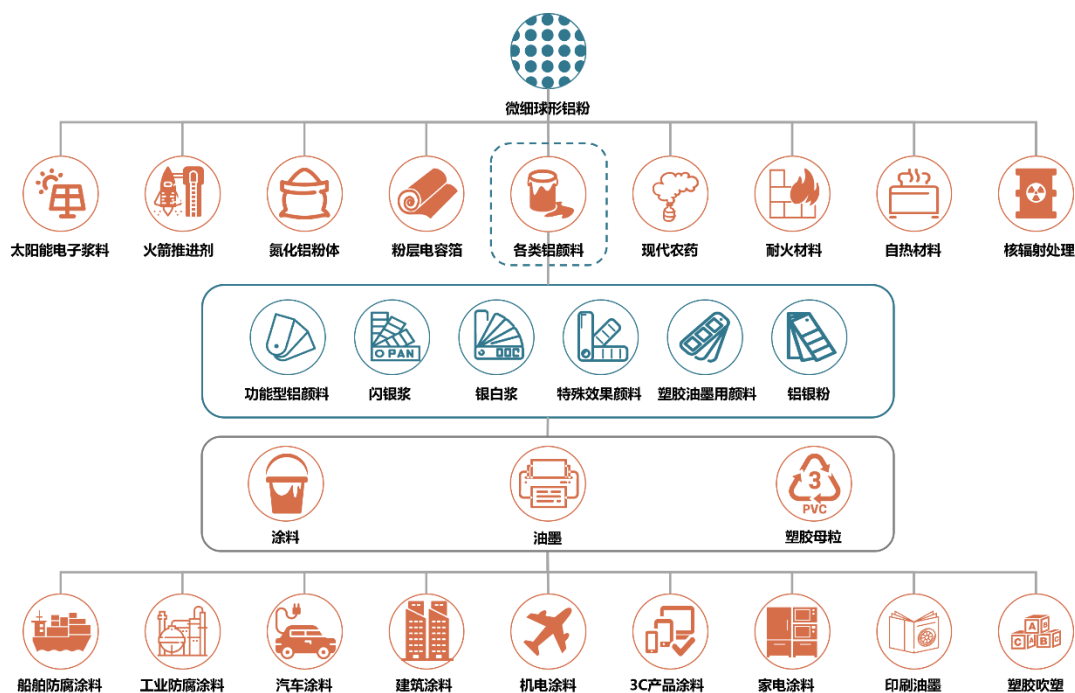 微细球形铝粉
太阳能电子浆料
火箭推进剂
氮化铝粉体
粉层电容箔
各类铝颜料
现代农药
耐火材料
自热材料
核辐射处理
OPAN
功能型铝颜料
闪银浆
银白浆
特殊效果颜料
塑胶油墨用颜料
铝银粉
3
PVC
涂料
油墨
塑胶母粒
A B
C A B C
船舶防腐涂料
工业防腐涂料
汽车涂料
建筑涂料
机电涂料
3C产品涂料
家电涂料
印刷油墨
塑胶吹塑